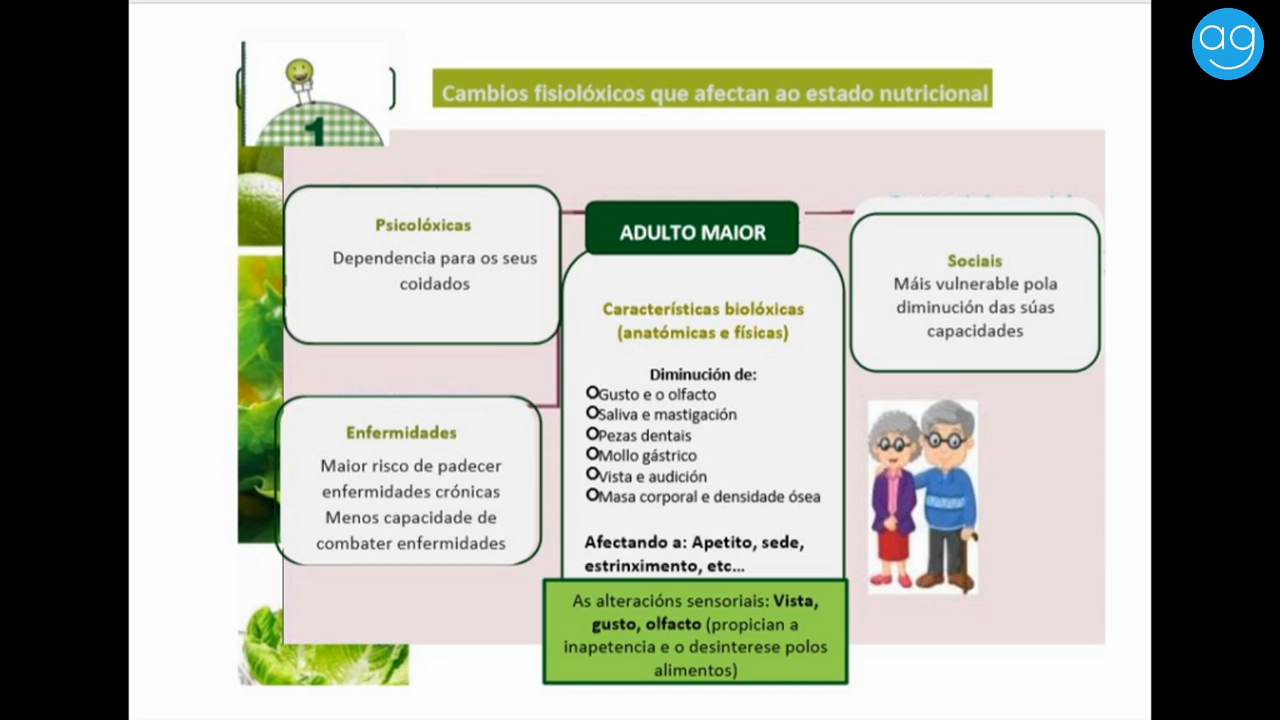 ag
1
Cambios fisiolóxicos que afectan ao estado nutricional
Psicolóxicas
Dependencia para os seus
coidados
Enfermidades
Maior risco de padecer
enfermidades crónicas
Menos capacidade de
combater enfermidades
ADULTO MAIOR
Características biolóxicas
(anatómicas e físicas)
Diminución de:
Gusto e o olfacto
Saliva e mastigación
Pezas dentais
Mollo gástrico
Vista e audición
Masa corporal e densidade ósea
Afectando a: Apetito, sede,
estrinximento, etc...
As alteracións sensoriais: Vista,
gusto, olfacto (propician a
inapetencia e o desinterese polos
alimentos)
Sociais
Máis vulnerable pola
diminución das súas
capacidades